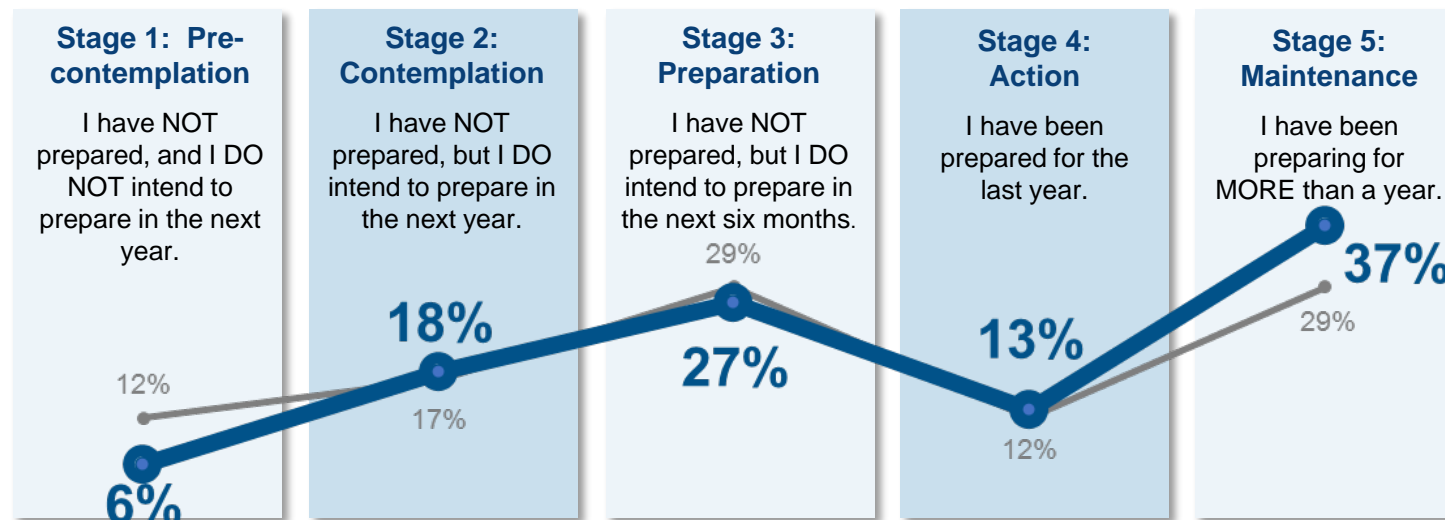 Stage 1:  Pre-
contemplation
I have NOT
prepared, and I DO
NOT intend to
prepare in the next
year.
12%
6%
Stage 2:
Contemplation
I have NOT
prepared, but I DO
intend to prepare in
the next year.
18%
17%
Stage 3:
Preparation
I have NOT
prepared, but I DO
intend to prepare in
the next six months.
29%
27%
Stage 4:
Action
I have been
prepared for the
last year.
13%
12%
Stage 5:
Maintenance
I have been
preparing for
MORE than a year.
37%
29%